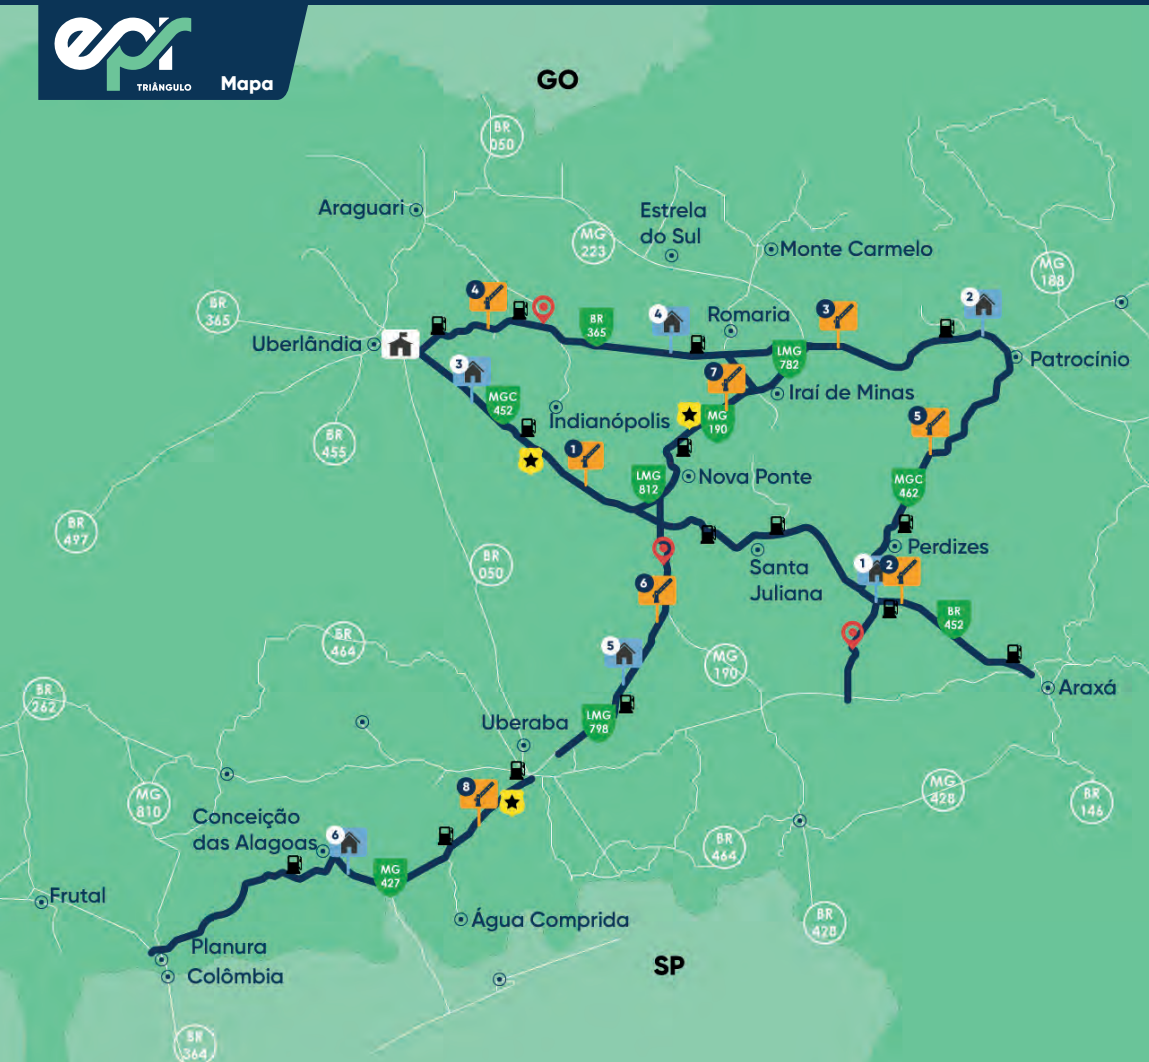 epr
TRIÂNGULO
Mapa
GO
BR
050
Araguari
Estrela
do Sul
MG
223
Monte Carmelo
MG
188
BR
365
4
BR
365
4
Romaria
3
2
Uberlândia
LMG
782
Patrocínio
3
7
Iraí de Minas
MGC
452
Indianópolis
MG
190
5
BR
455
1
LMG
812
Nova Ponte
MGC
462
BR
497
BR
050
Santa
Juliana
Perdizes
1
2
6
BR
452
BR
464
5
MG
190
Araxá
BR
262
Uberaba
LMG
798
MG
810
8
MG
428
BR
146
Conceição
das Alagoas
6
BR
464
MG
427
Frutal
Água Comprida
BR
428
Planura
Colômbia
SP
BR
364